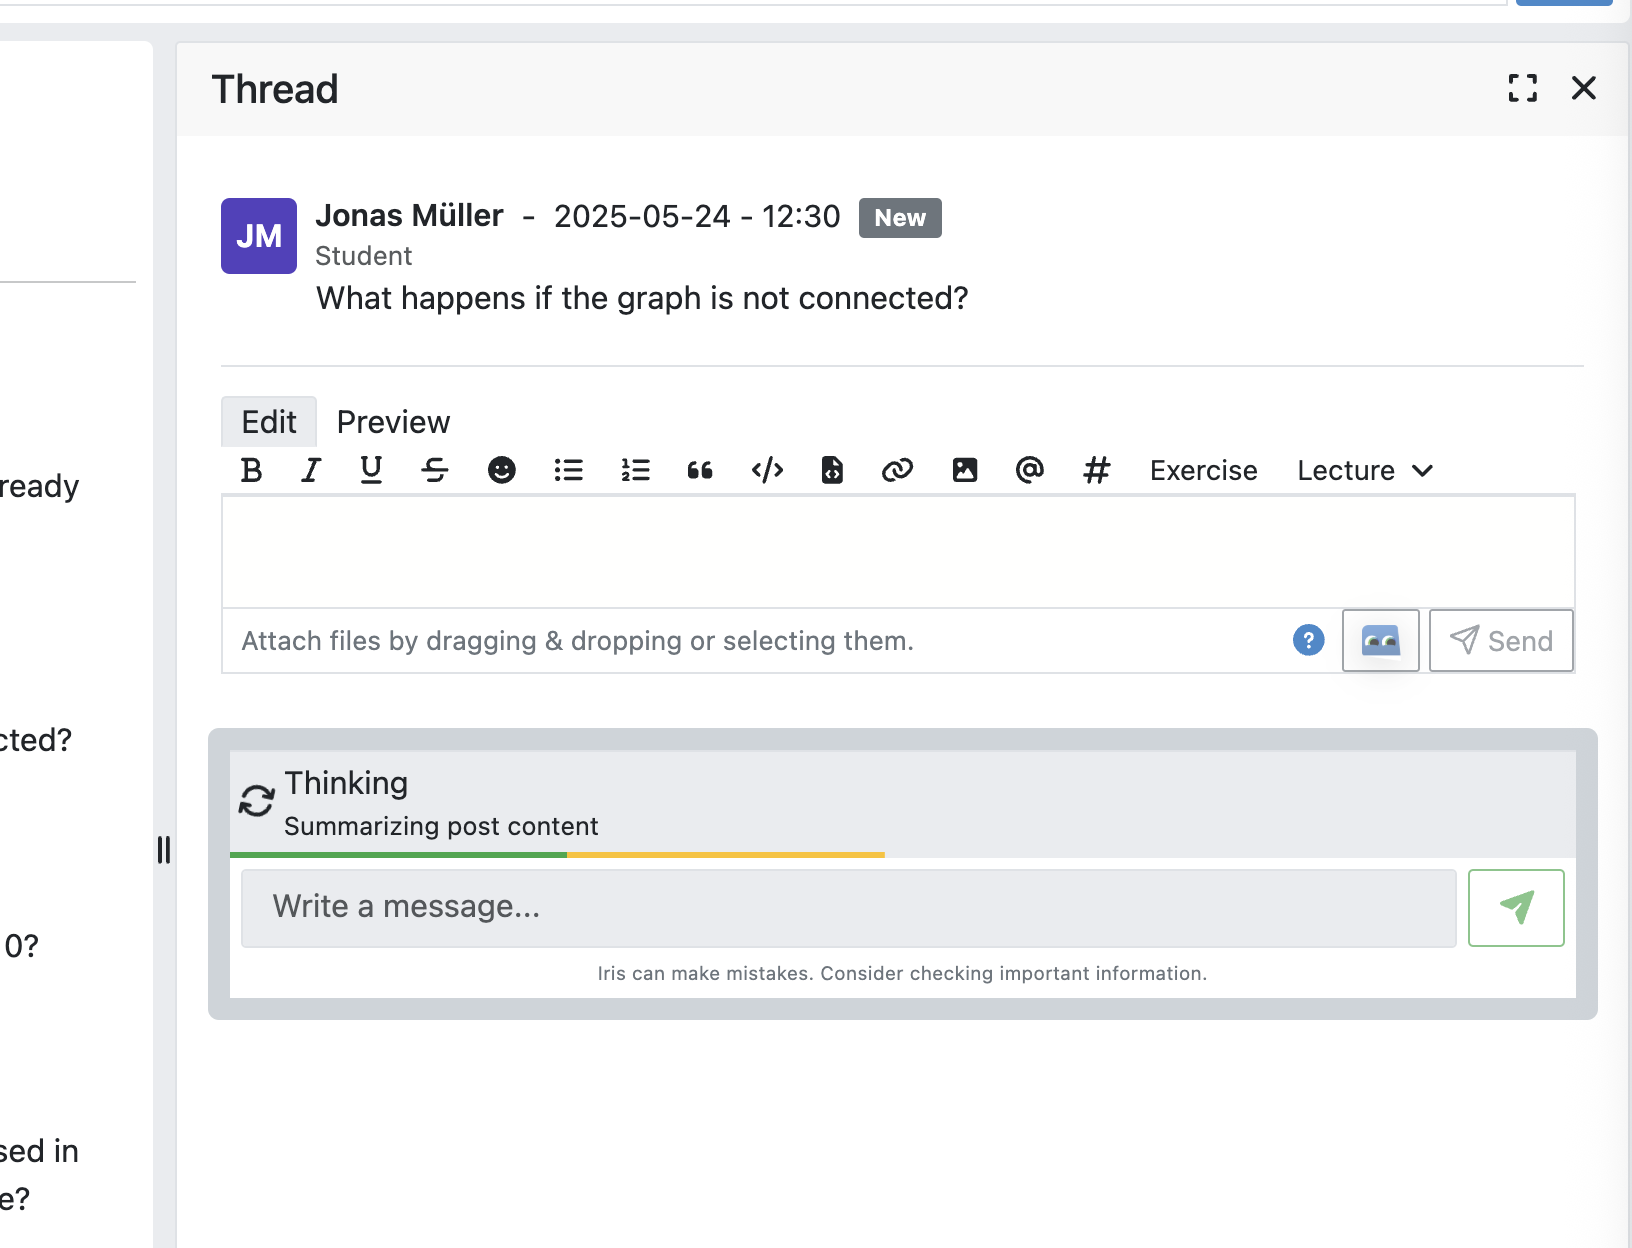 Thread
JM
Jonas Müller - 2025-05-24 - 12:30 New
Student
What happens if the graph is not connected?
Edit Preview
B I U S Exercise Lecture
Attach files by dragging & dropping or selecting them.
? Send
Thinking
Summarizing post content
Write a message...
Iris can make mistakes. Consider checking important information.
ready
cted?
0?
sed in
e?